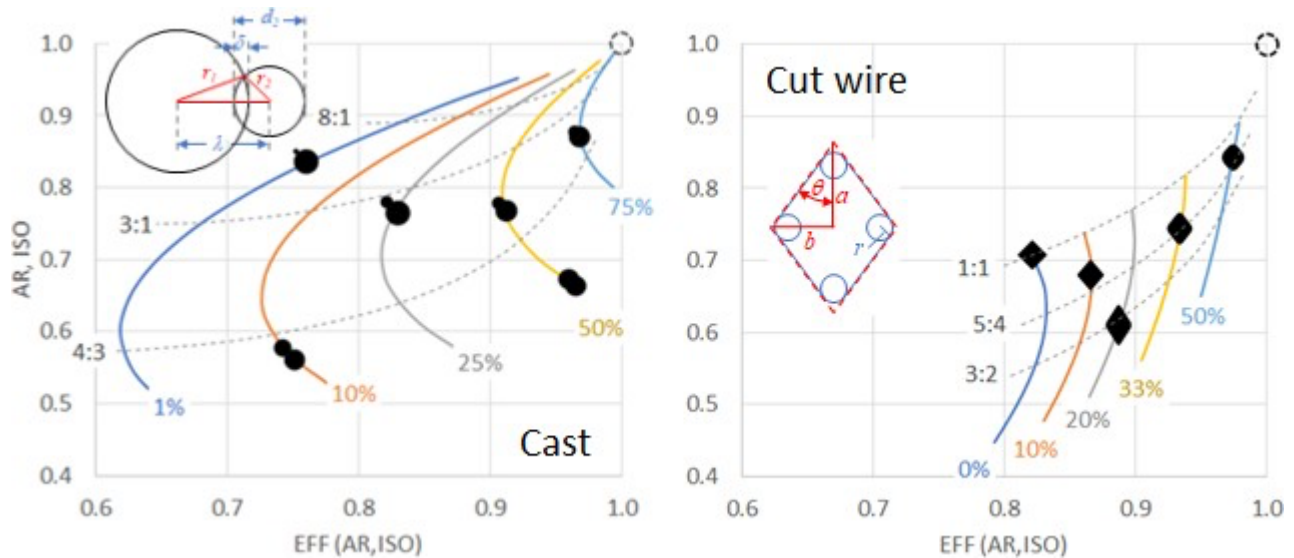 AR, ISO
1.0
0.9
0.8
0.7
0.6
0.5
0.4
0.6
0.7
0.8
0.9
1.0
EFF (AR,ISO)
d₂
δ
r₁
r₂
λ
8:1
3:1
4:3
1%
10%
25%
50%
75%
Cast
Cut wire
1.0
0.9
0.8
0.7
0.6
0.5
0.4
0.6
0.7
0.8
0.9
1.0
EFF (AR,ISO)
θ
a
b
r
1:1
5:4
3:2
0%
10%
20%
33%
50%